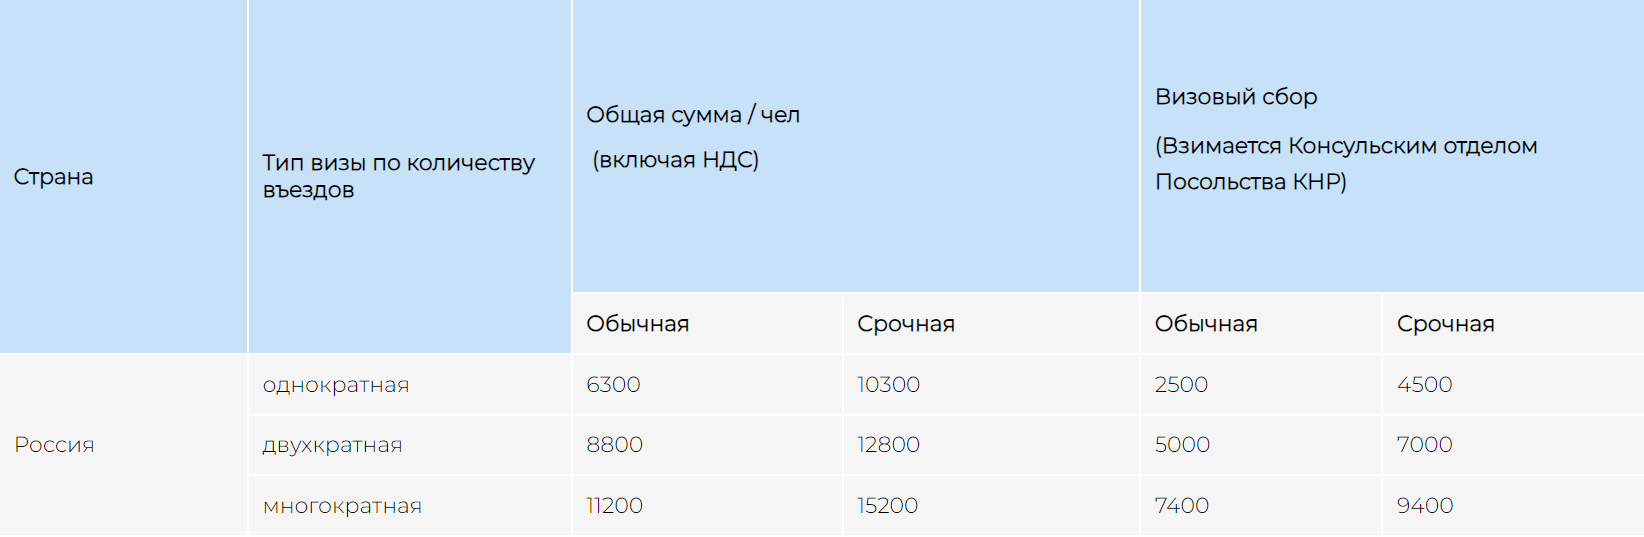 Страна
Тип визы по количеству
въездов
Общая сумма / чел
(включая НДС)
Визовый сбор
(Взимается Консульским отделом
Посольства КНР)
Обычная Срочная Обычная Срочная
Россия
однократная 6300 10300 2500 4500
двухкратная 8800 12800 5000 7000
многократная 11200 15200 7400 9400